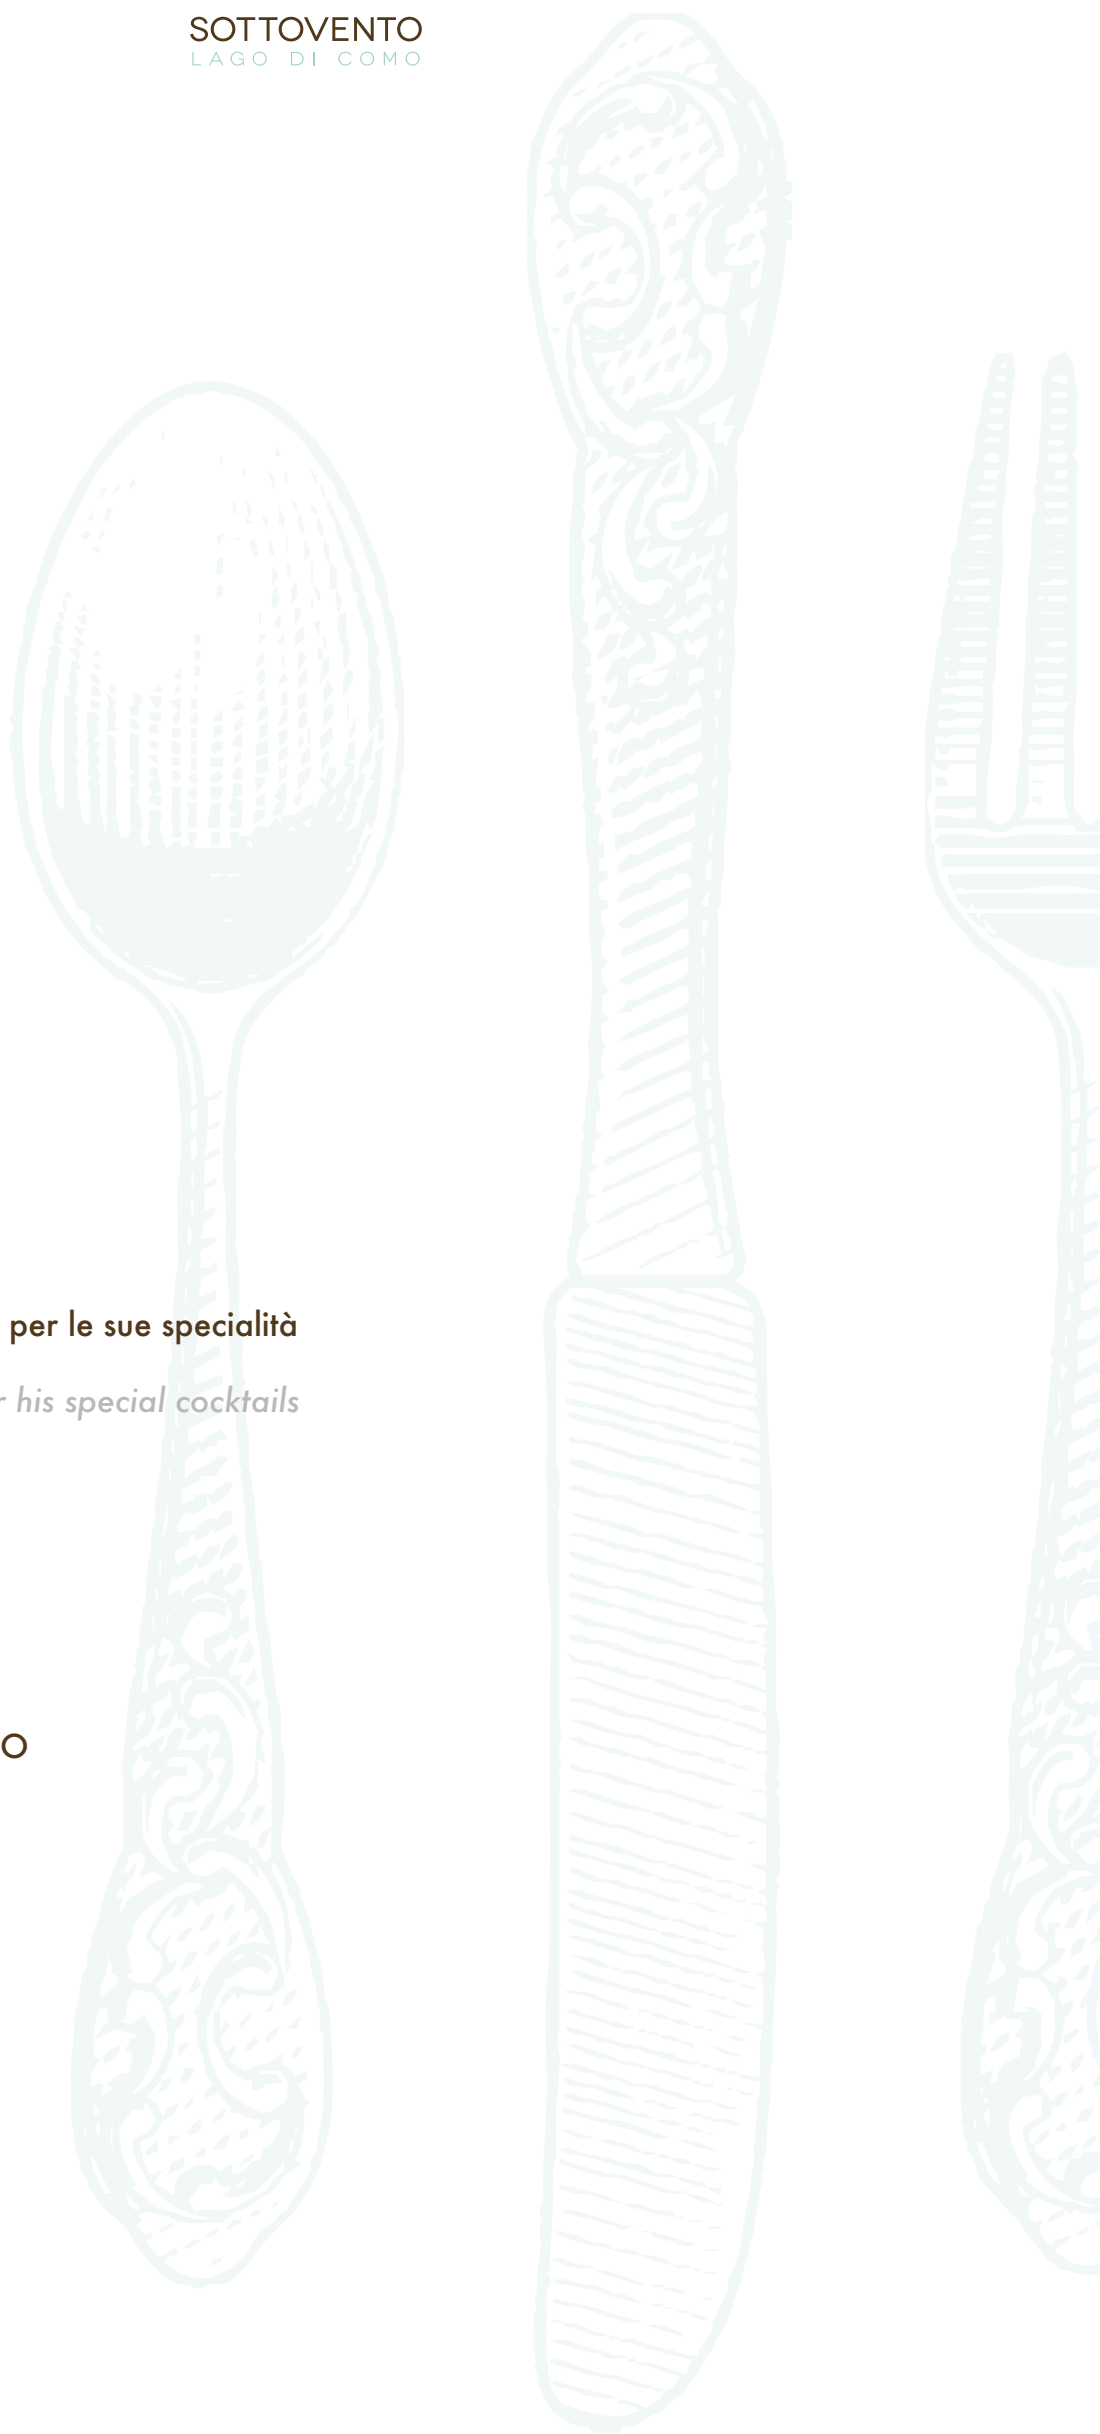 SOTTOVENTO
LAGO DI COMO
per le sue specialità
his special cocktails
O